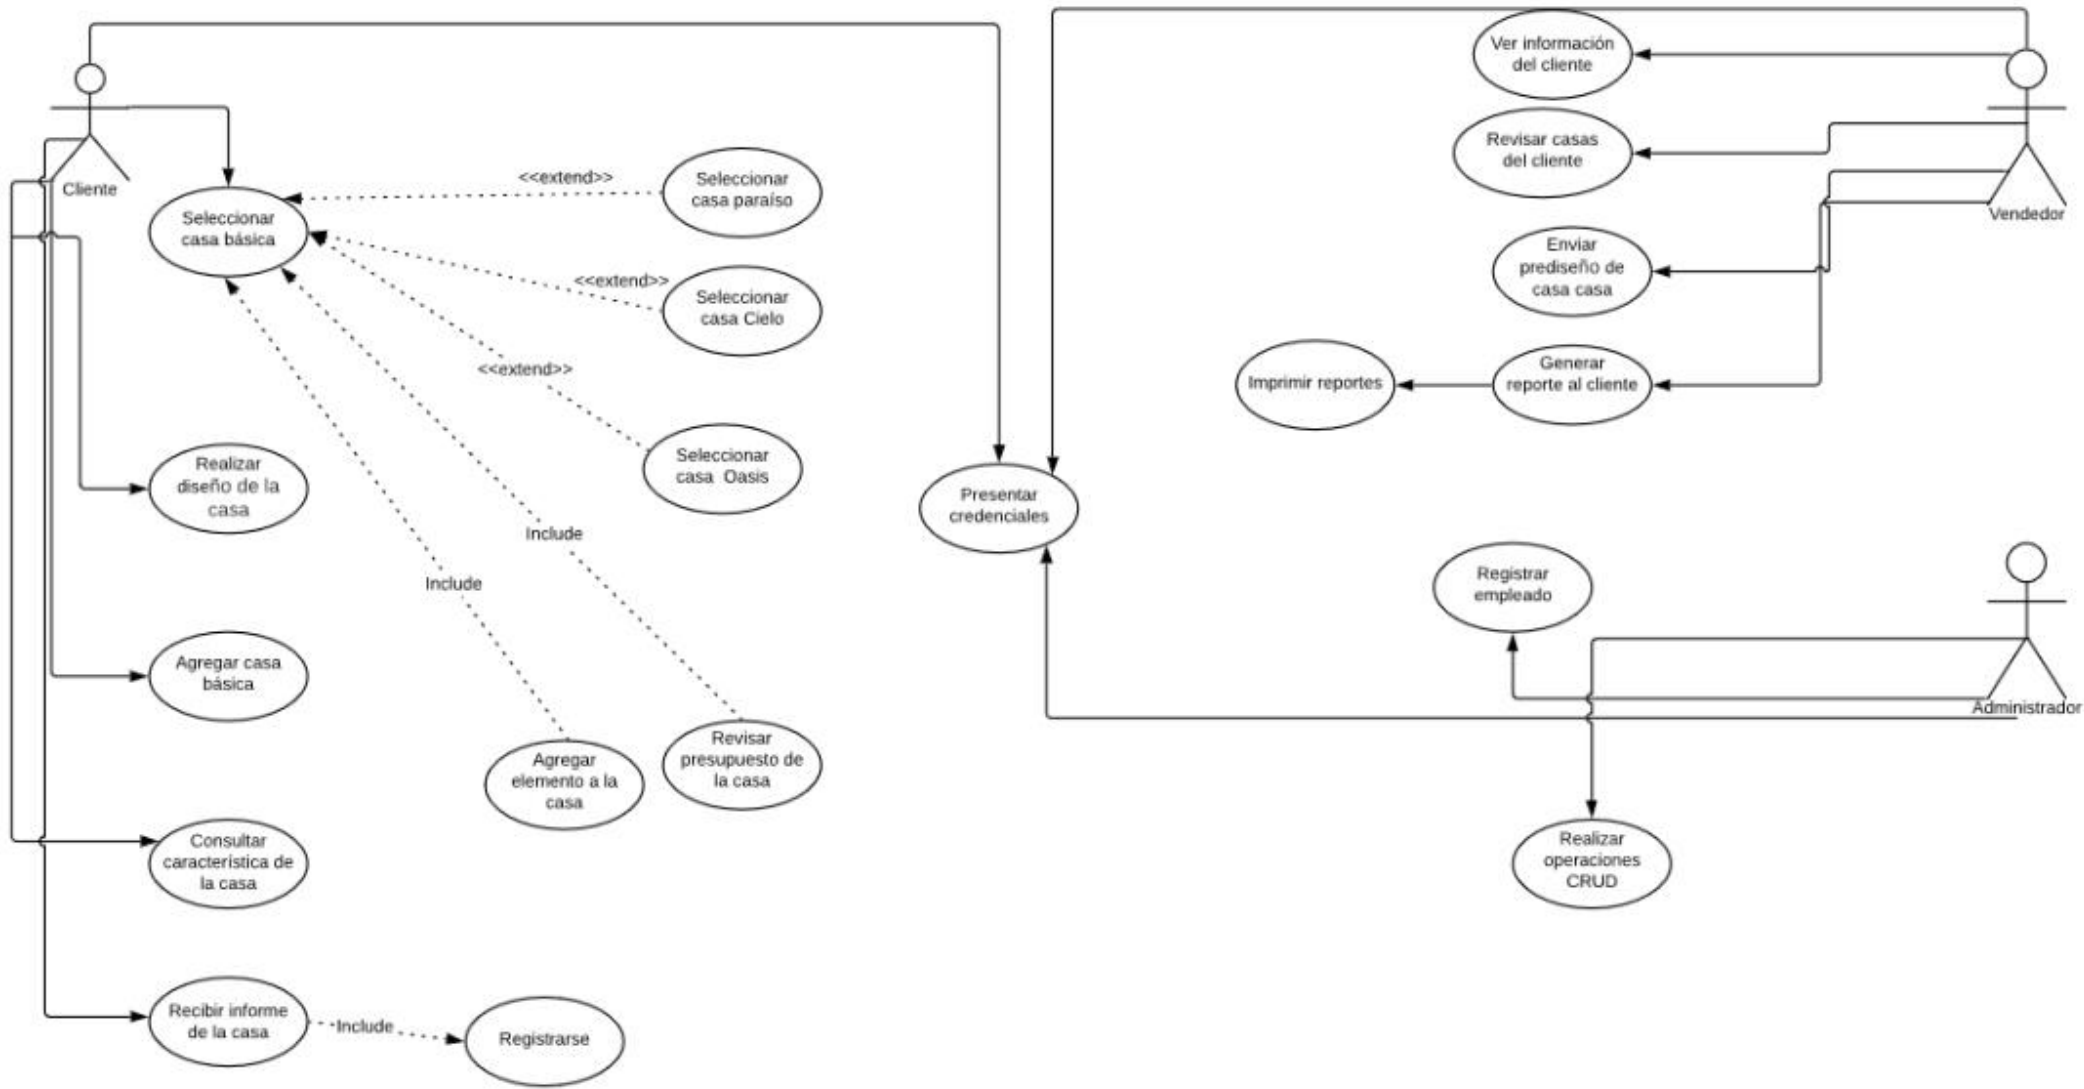 Cliente
Seleccionar
casa básica
<<extend>>
Seleccionar
casa paraíso
<<extend>>
Seleccionar
casa Cielo
<<extend>>
Seleccionar
casa Oasis
Include
Include
Realizar
diseño de la
casa
Agregar casa
básica
Agregar
elemento a la
casa
Revisar
presupuesto de
la casa
Consultar
característica de
la casa
Recibir informe
de la casa
Include
Registrarse
Presentar
credenciales
Ver información
del cliente
Revisar casas
del cliente
Vendedor
Enviar
prediseño de
casa casa
Imprimir reportes
Generar
reporte al cliente
Registrar
empleado
Administrador
Realizar
operaciones
CRUD